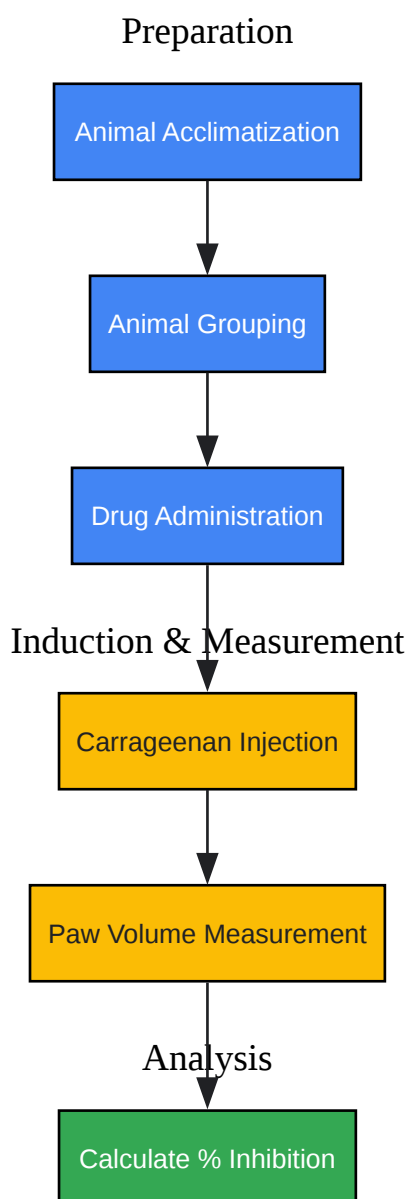 Preparation
Animal Acclimatization
Animal Grouping
Drug Administration
Induction & Measurement
Carrageenan Injection
Paw Volume Measurement
Analysis
Calculate % Inhibition